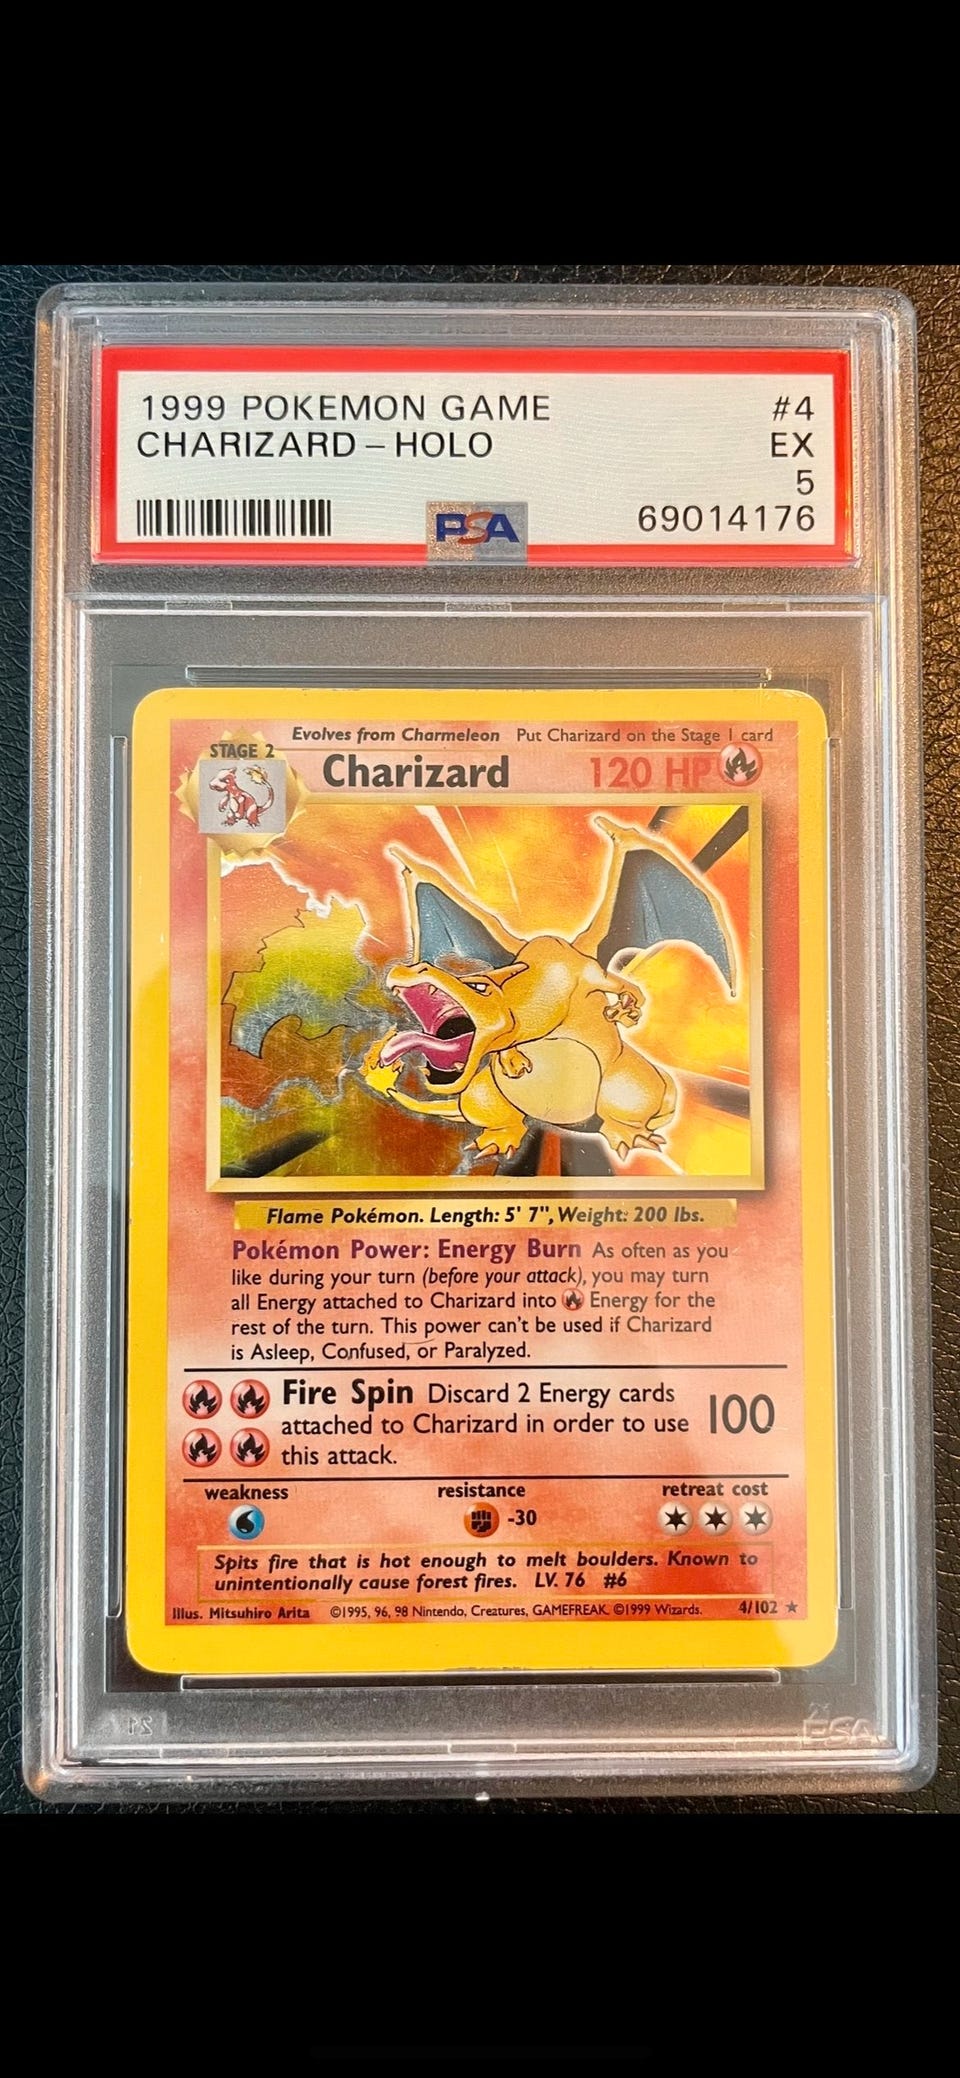 1999 POKEMON GAME #4
CHARIZARD – HOLO EX
5
PSA 69014176
Evolves from Charmeleon Put Charizard on the Stage 1 card
STAGE 2
Charizard 120 HP
Flame Pokémon. Length: 5' 7", Weight: 200 lbs.
Pokémon Power: Energy Burn As often as you
like during your turn (before your attack), you may turn
all Energy attached to Charizard into Energy for the
rest of the turn. This power can't be used if Charizard
is Asleep, Confused, or Paralyzed.
Fire Spin Discard 2 Energy cards
attached to Charizard in order to use 100
this attack.
weakness resistance retreat cost
-30
Spits fire that is hot enough to melt boulders. Known to
unintentionally cause forest fires. LV. 76 #6
Illus. Mitsuhiro Arita ©1995, 96, 98 Nintendo, Creatures, GAMEFREAK. ©1999 Wizards. 4/102 ★
PSA